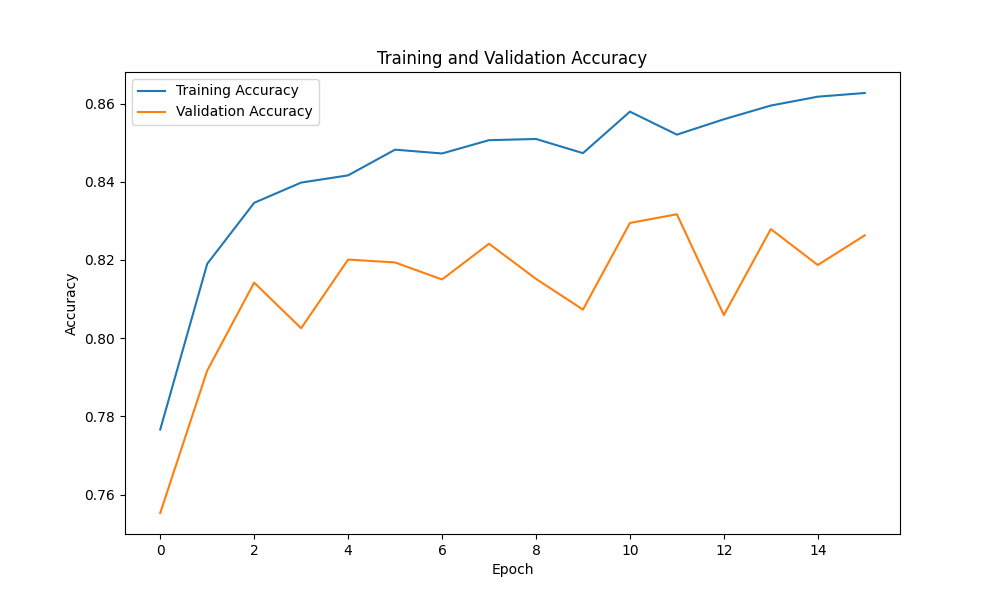 Training and Validation Accuracy
Training Accuracy
Validation Accuracy
0.86
0.84
0.82
0.80
0.78
0.76
Accuracy
0 2 4 6 8 10 12 14
Epoch